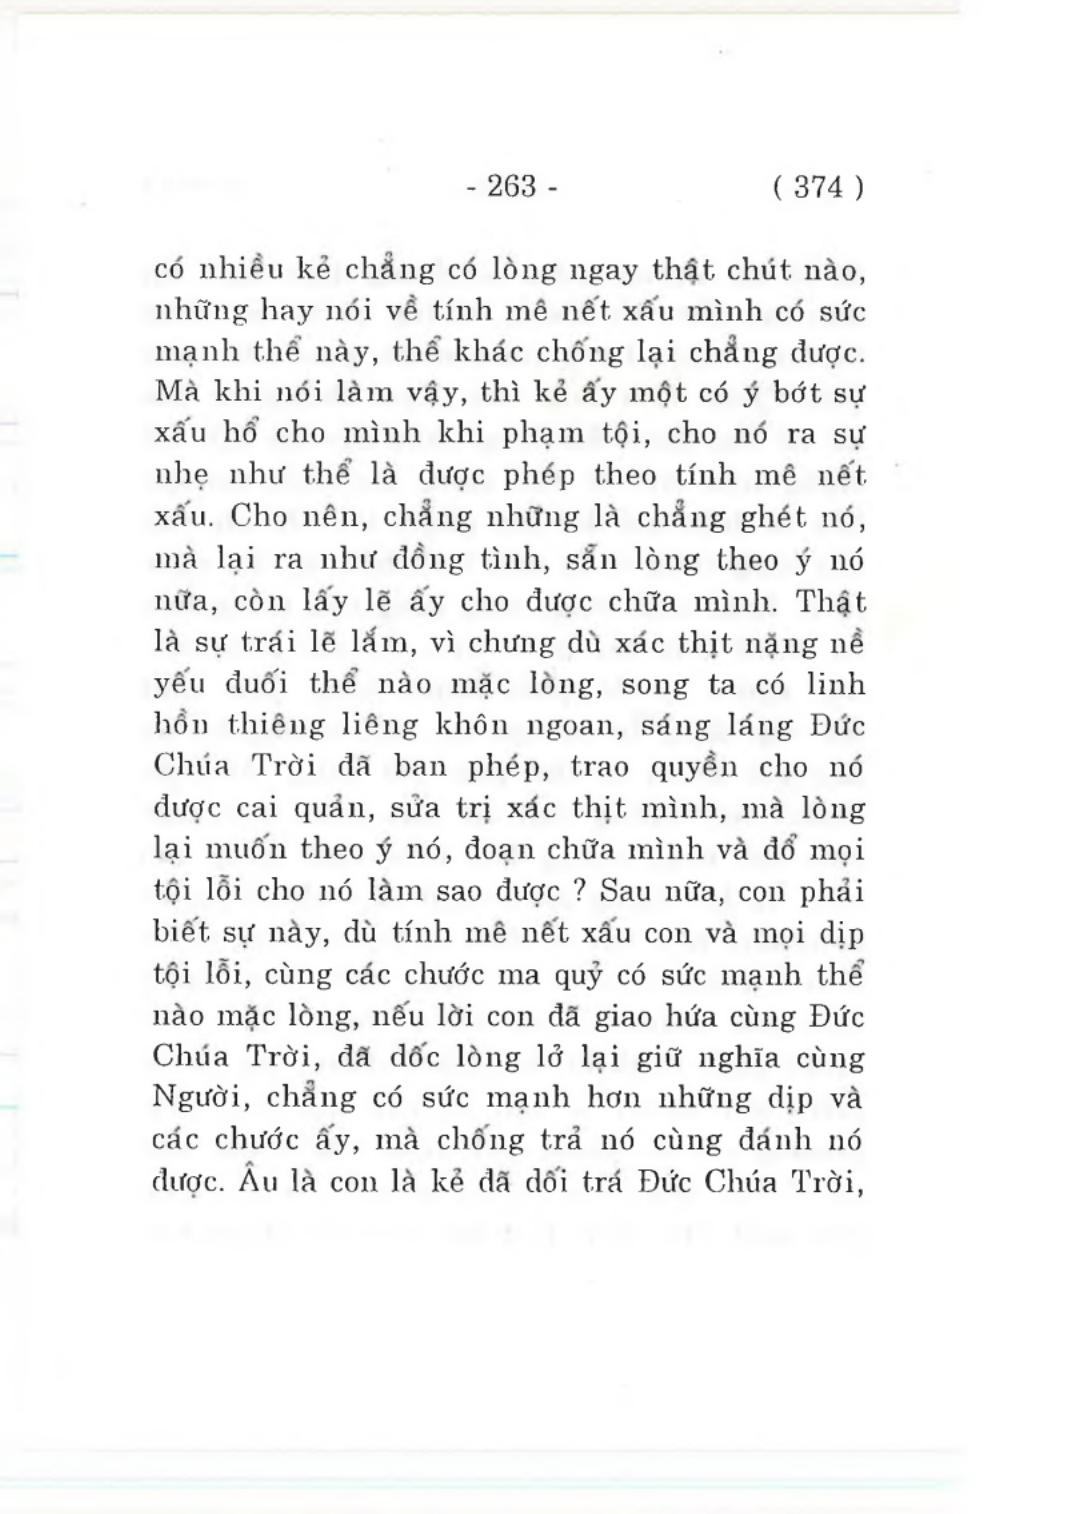 - 263 - ( 374 )
có nhiều kẻ chẳng có lòng ngay thật chút nào,
những hay nói về tính mê nết xấu mình có sức
mạnh thể này, thể khác chống lại chẳng được.
Mà khi nói làm vậy, thì kẻ ấy một có ý bớt sự
xấu hổ cho mình khi phạm tội, cho nó ra sự
nhẹ như thể là được phép theo tính mê nết
xấu. Cho nên, chẳng những là chẳng ghét nó,
mà lại ra như đồng tình, sẵn lòng theo ý nó
nữa, còn lấy lẽ ấy cho được chữa mình. Thật
là sự trái lẽ lắm, vì chưng dù xác thịt nặng nề
yếu đuối thể nào mặc lòng, song ta có linh
hồn thiêng liêng khôn ngoan, sáng láng Đức
Chúa Trời đã ban phép, trao quyền cho nó
được cai quản, sửa trị xác thịt mình, mà lòng
lại muốn theo ý nó, đoạn chữa mình và đổ mọi
tội lỗi cho nó làm sao được ? Sau nữa, con phải
biết sự này, dù tính mê nết xấu con và mọi dịp
tội lỗi, cùng các chước ma quỷ có sức mạnh thể
nào mặc lòng, nếu lời con đã giao hứa cùng Đức
Chúa Trời, đã dốc lòng lở lại giữ nghĩa cùng
Người, chẳng có sức mạnh hơn những dịp và
các chước ấy, mà chống trả nó cùng đánh nó
được. Âu là con là kẻ đã dối trá Đức Chúa Trời,